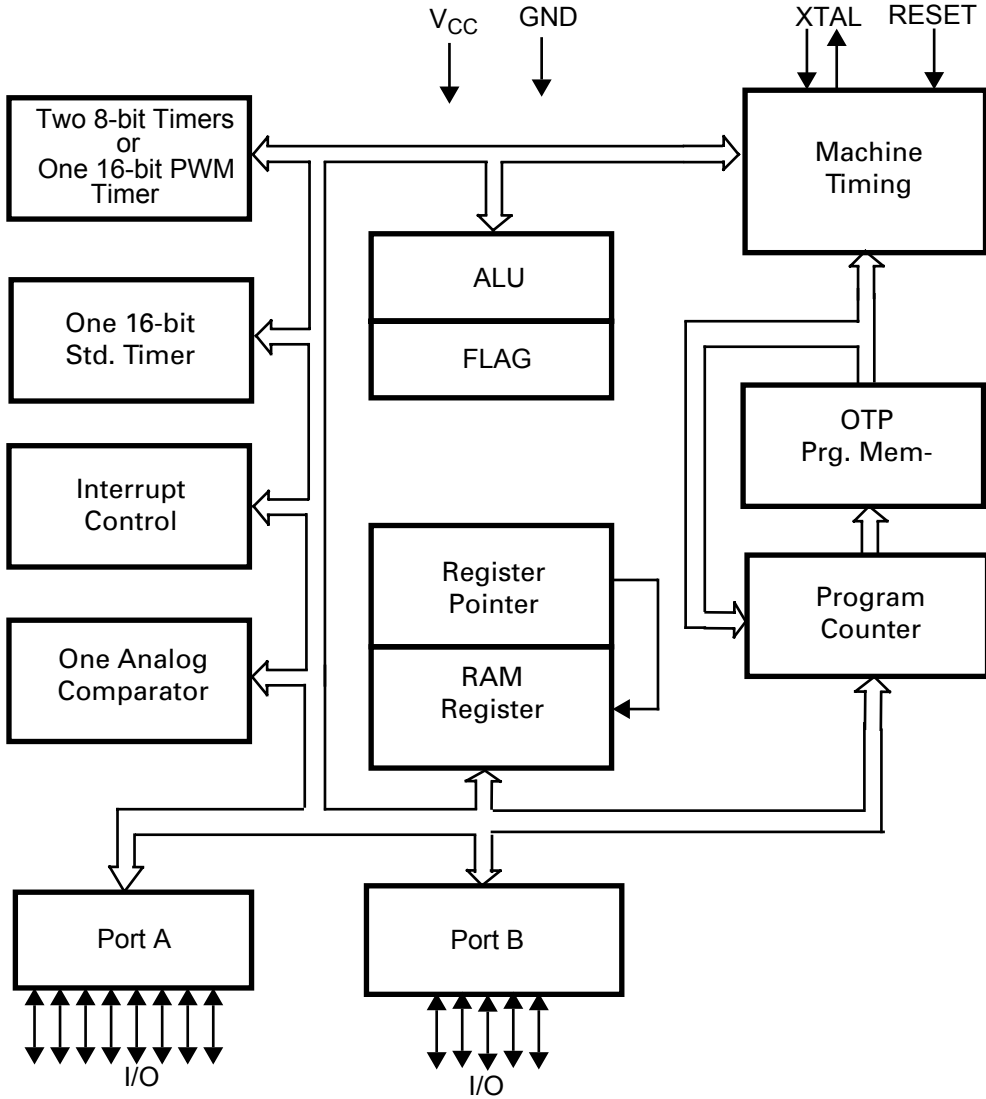 VCC
GND
XTAL
RESET
Two 8-bit Timers
or
One 16-bit PWM
Timer
Machine
Timing
ALU
FLAG
One 16-bit
Std. Timer
OTP
Prg. Mem-
Interrupt
Control
Register
Pointer
Program
Counter
One Analog
Comparator
RAM
Register
Port A
Port B
I/O
I/O